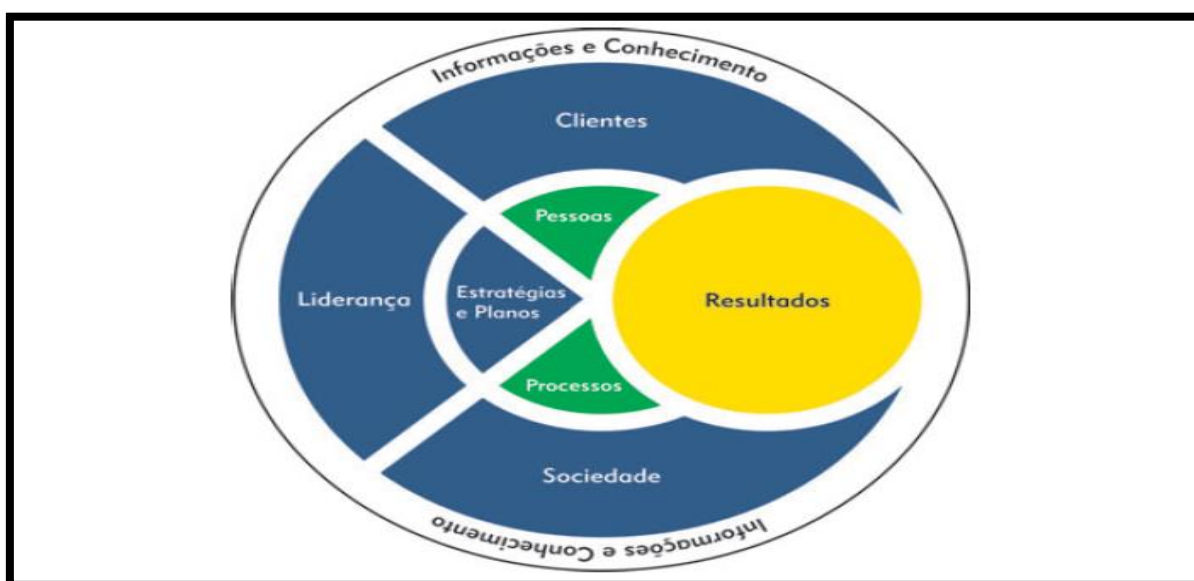 Informações e Conhecimento
Clientes
Pessoas
Liderança
Estratégias
e Planos
Resultados
Processos
Sociedade
Informações e Conhecimento